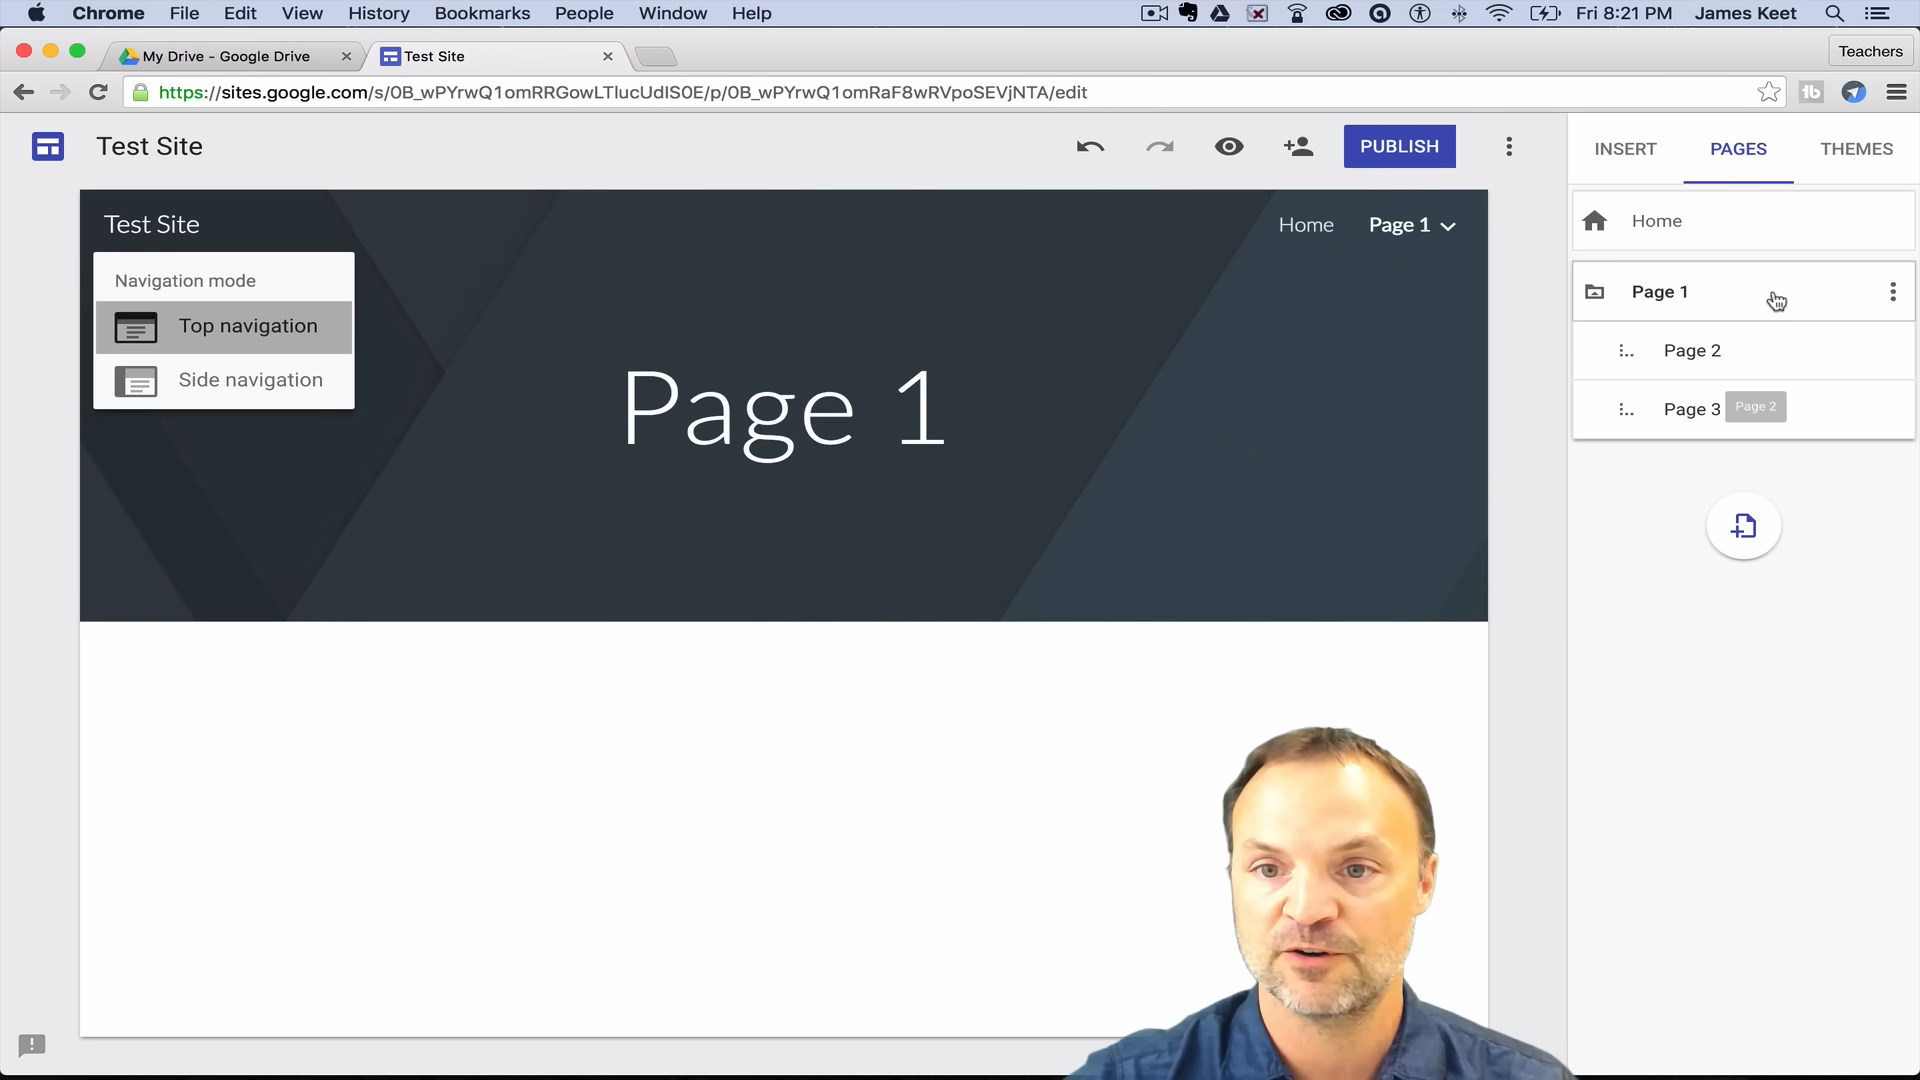 Chrome File Edit View History Bookmarks People Window Help Fri 8:21 PM James Keet
My Drive - Google Drive Test Site Teachers
https://sites.google.com/s/0B_wPYrwQ1omRRGowLTlucUdIS0E/p/0B_wPYrwQ1omRaF8wRVpoSEVjNTA/edit
Test Site PUBLISH INSERT PAGES THEMES
Test Site Home Page 1
Navigation mode
Top navigation
Side navigation
Page 1
Home
Page 1
Page 2
Page 3 Page 2